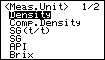 <Meas.Unit> 1/2
Density
Comp.Density
SG(t/t)
SG
API
Brix